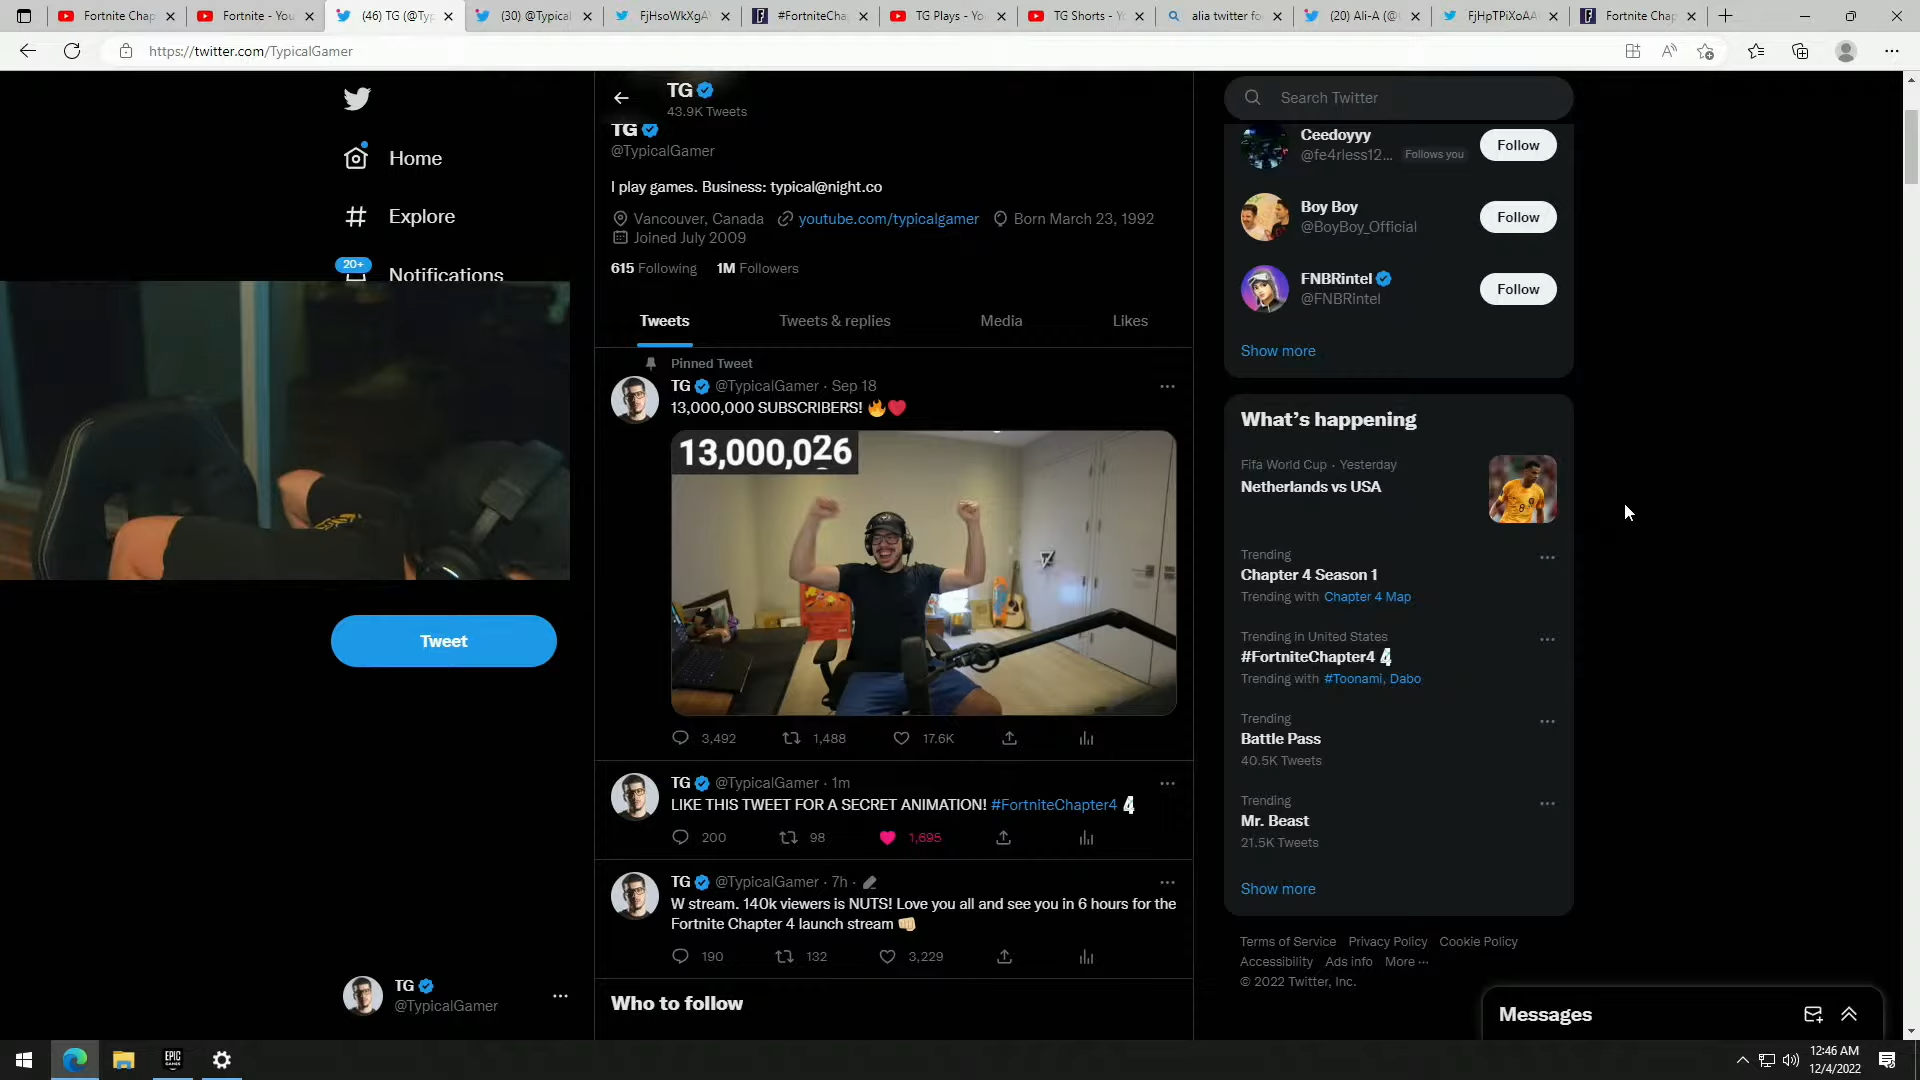 Fortnite Chap
Fortnite - You
(46) TG (@Typ
(30) @Typical
FjHsoWkXgA
#FortniteCha
TG Plays - Yo
TG Shorts - Y
alia twitter fo
(20) Ali-A (@
FjHpTPiXoAA
Fortnite Chap
https://twitter.com/TypicalGamer
Home
Explore
20+
Notifications
Tweet
TG
@TypicalGamer
TG
43.9K Tweets
TG
@TypicalGamer
I play games. Business: typical@night.co
Vancouver, Canada youtube.com/typicalgamer Born March 23, 1992
Joined July 2009
615 Following 1M Followers
Tweets Tweets & replies Media Likes
Pinned Tweet
TG @TypicalGamer · Sep 18
13,000,000 SUBSCRIBERS! 🔥❤️
13,000,026
3,492 1,488 17.6K
TG @TypicalGamer · 1m
LIKE THIS TWEET FOR A SECRET ANIMATION! #FortniteChapter4 4
200 98 1,695
TG @TypicalGamer · 7h ·
W stream. 140k viewers is NUTS! Love you all and see you in 6 hours for the
Fortnite Chapter 4 launch stream 👊
190 132 3,229
Who to follow
Search Twitter
Ceedoyyy
@fe4rless12... Follows you
Follow
Boy Boy
@BoyBoy_Official
Follow
FNBRintel
@FNBRintel
Follow
Show more
What's happening
Fifa World Cup · Yesterday
Netherlands vs USA
Trending
Chapter 4 Season 1
Trending with Chapter 4 Map
Trending in United States
#FortniteChapter4 4
Trending with #Toonami, Dabo
Trending
Battle Pass
40.5K Tweets
Trending
Mr. Beast
21.5K Tweets
Show more
Terms of Service Privacy Policy Cookie Policy
Accessibility Ads info More ···
© 2022 Twitter, Inc.
Messages
EPIC
GAMES
12:46 AM
12/4/2022